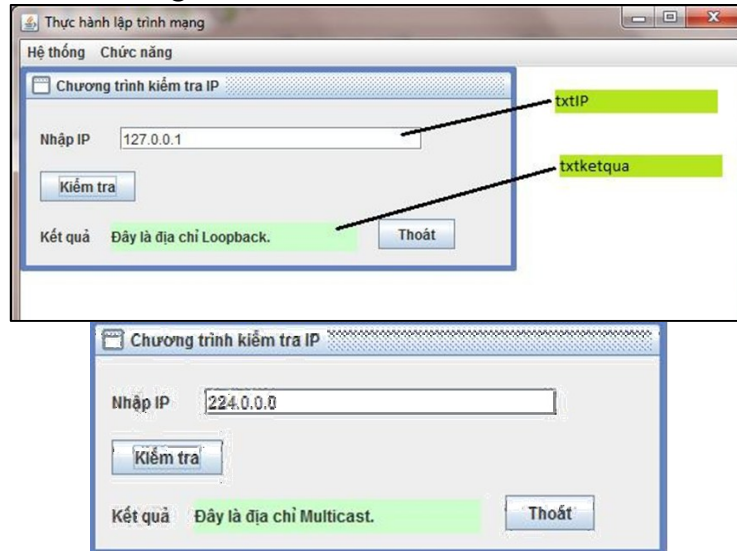 Thực hành lập trình mạng
Hệ thống Chức năng
Chương trình kiểm tra IP
txtIP
Nhập IP 127.0.0.1
txtketqua
Kiểm tra
Kết quả Đây là địa chỉ Loopback. Thoát
Chương trình kiểm tra IP
Nhập IP 224.0.0.0
Kiểm tra
Kết quả Đây là địa chỉ Multicast. Thoát